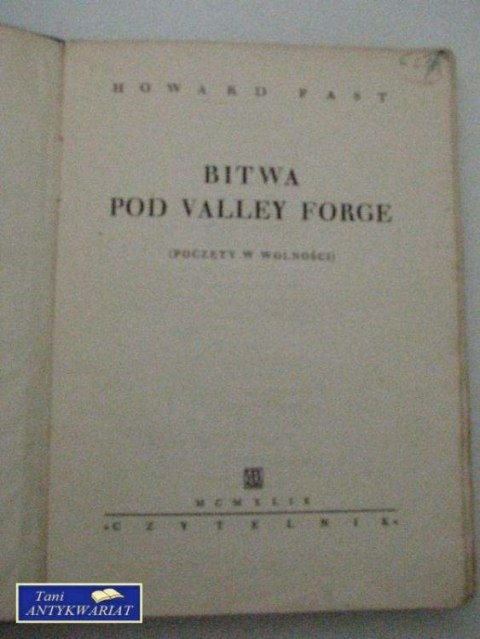 HOWARD FAST
BITWA
POD VALLEY FORGE
(POCZĘTY W WOLNOŚCI)
MCMXLIX
»CZYTELNIK«
Tani
ANTYKWARIAT